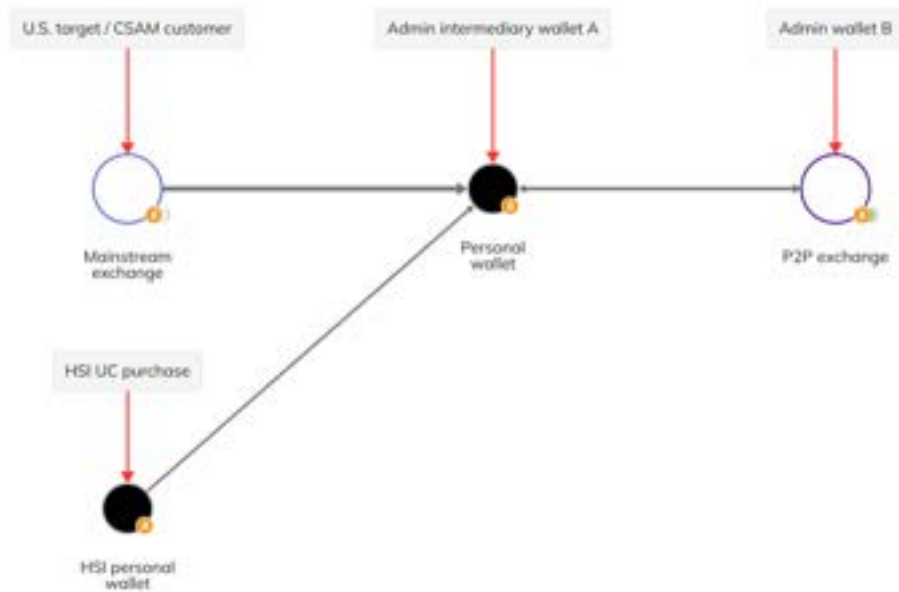 U.S. target / CSAM customer
Admin intermediary wallet A
Admin wallet B
Mainstream
exchange
Personal
wallet
P2P exchange
HSI UC purchase
HSI personal
wallet